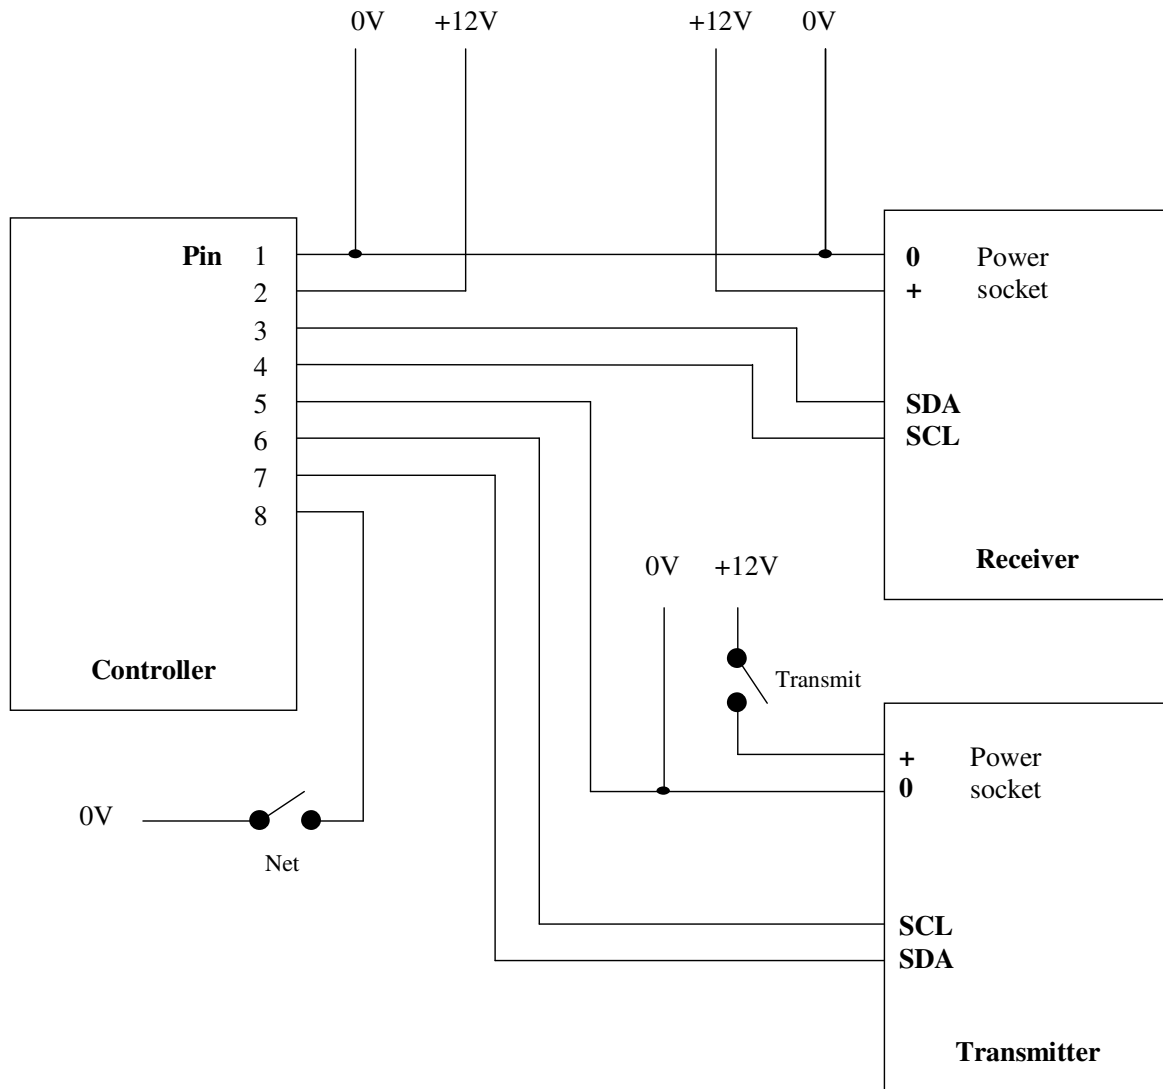 0V +12V +12V 0V
Pin 1
2
3
4
5
6
7
8
Controller
0 Power
+ socket
SDA
SCL
Receiver
0V +12V
Transmit
+ Power
0 socket
SCL
SDA
Transmitter
0V
Net